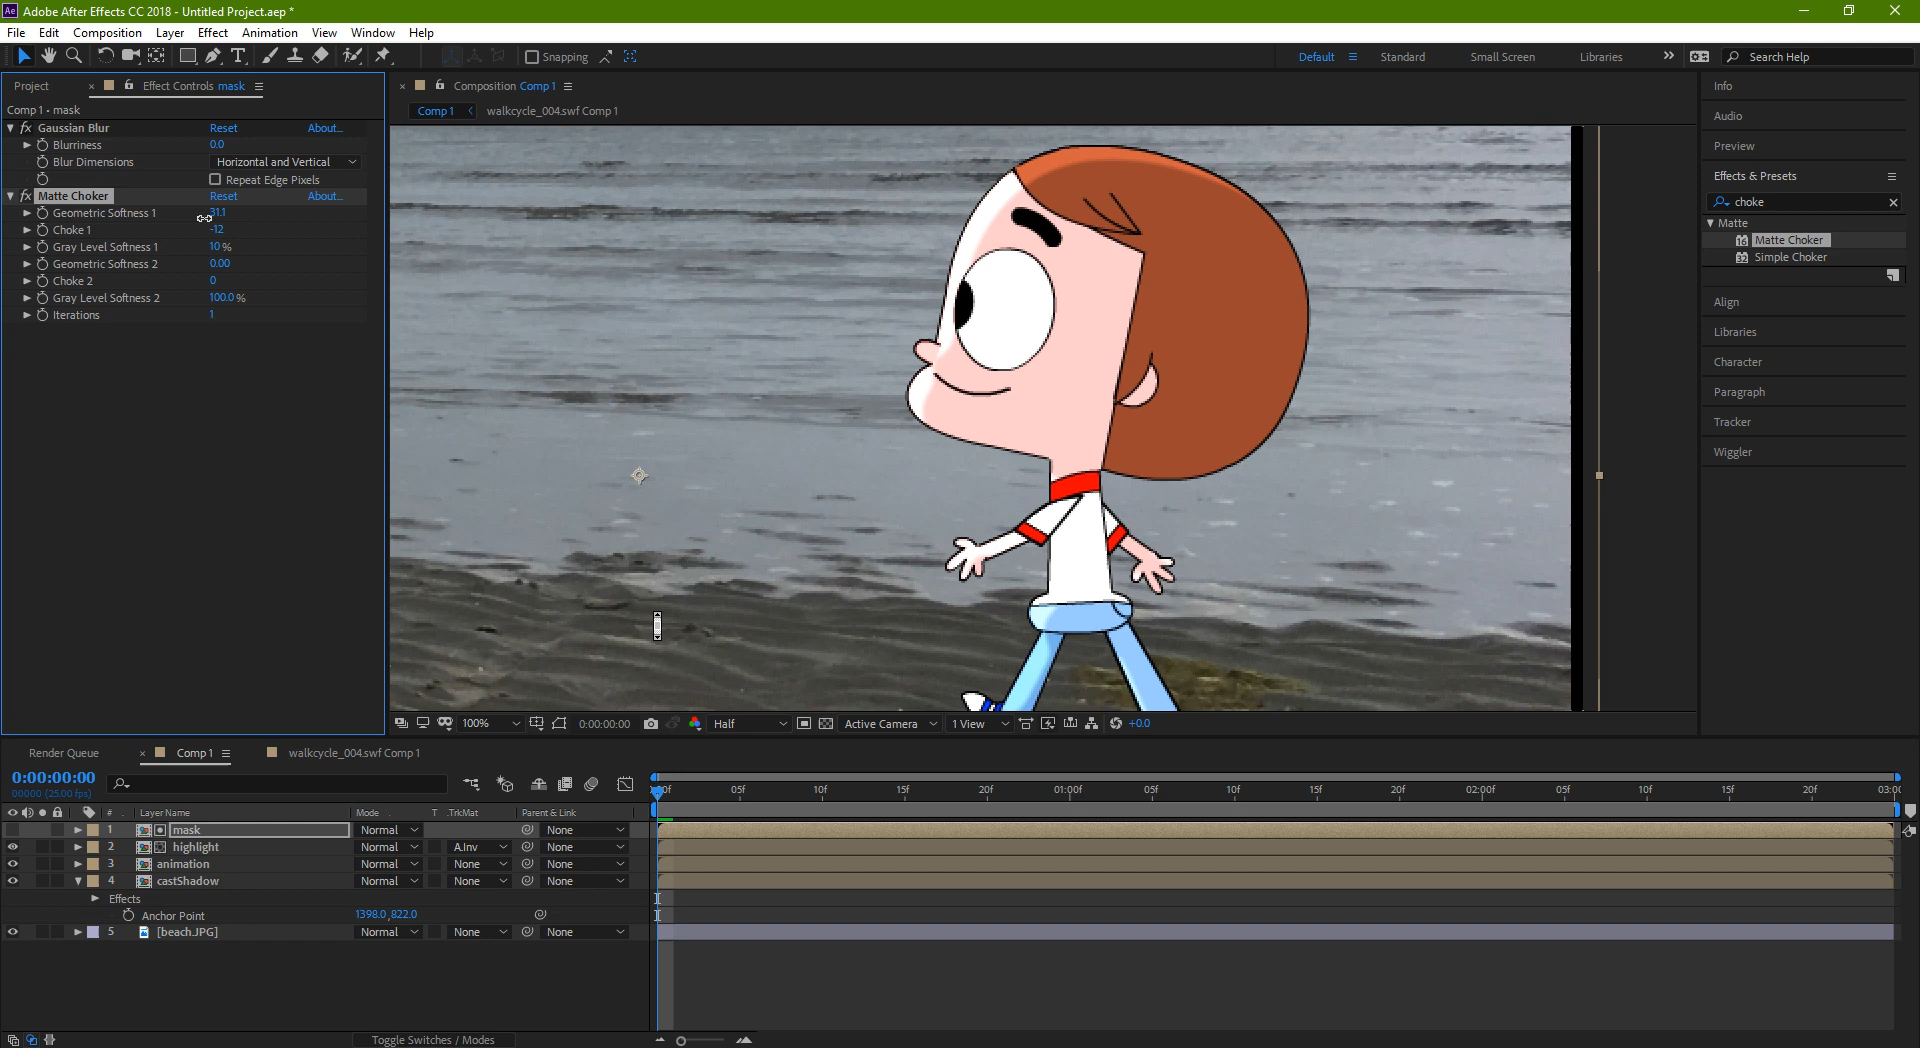 Ae Adobe After Effects CC 2018 - Untitled Project.aep *
File Edit Composition Layer Effect Animation View Window Help
Snapping
Default Standard Small Screen Libraries Search Help
Project Effect Controls mask
Comp 1 • mask
fx Gaussian Blur Reset About...
Blurriness 0.0
Blur Dimensions Horizontal and Vertical
Repeat Edge Pixels
fx Matte Choker Reset About...
Geometric Softness 1 31.1
Choke 1 -12
Gray Level Softness 1 10 %
Geometric Softness 2 0.00
Choke 2 0
Gray Level Softness 2 100.0 %
Iterations 1
Composition Comp 1
Comp 1 walkcycle_004.swf Comp 1
100% 0:00:00:00 Half Active Camera 1 View +0.0
Info
Audio
Preview
Effects & Presets
choke
Matte
16 Matte Choker
32 Simple Choker
Align
Libraries
Character
Paragraph
Tracker
Wiggler
Render Queue Comp 1 walkcycle_004.swf Comp 1
0:00:00:00
00000 (25.00 fps)
05f 10f 15f 20f 01:00f 05f 10f 15f 20f 02:00f 05f 10f 15f 20f
# Layer Name Mode T .TrkMat Parent & Link
1 mask Normal None
2 highlight Normal A.Inv None
3 animation Normal None None
4 castShadow Normal None None
Effects
Anchor Point 1398.0,822.0
5 [beach.JPG] Normal None None
Toggle Switches / Modes